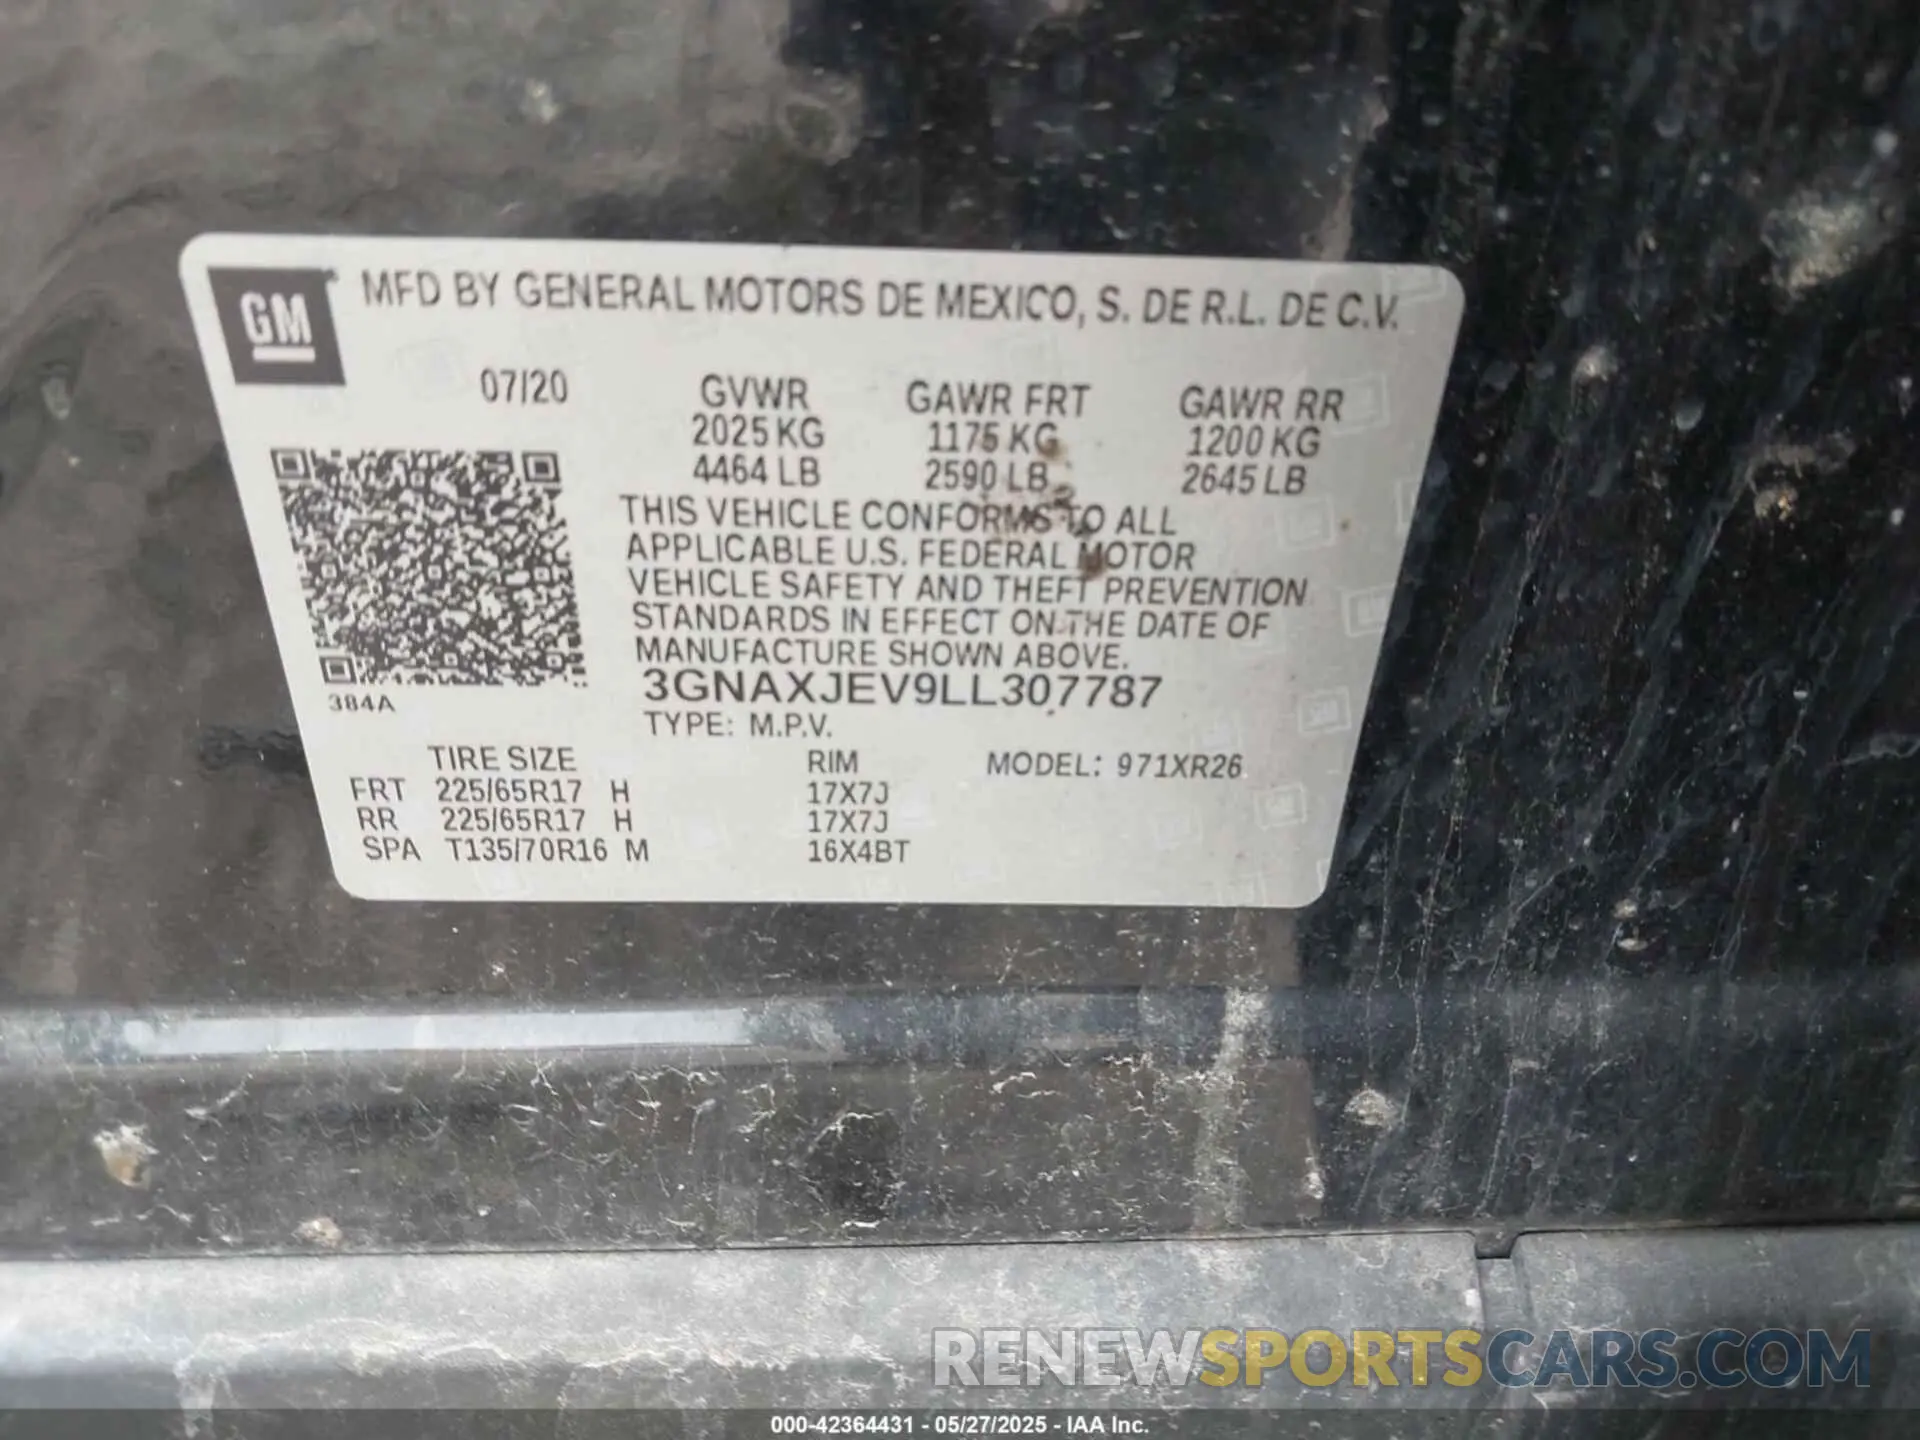 GM
MFD BY GENERAL MOTORS DE MEXICO, S. DE R.L. DE C.V.
07/20 GVWR GAWR FRT GAWR RR
2025 KG 1175 KG 1200 KG
4464 LB 2590 LB 2645 LB
THIS VEHICLE CONFORMS TO ALL
APPLICABLE U.S. FEDERAL MOTOR
VEHICLE SAFETY AND THEFT PREVENTION
STANDARDS IN EFFECT ON THE DATE OF
MANUFACTURE SHOWN ABOVE.
3GNAXJEV9LL307787
384A
TYPE: M.P.V.
TIRE SIZE RIM MODEL: 971XR26
FRT 225/65R17 H 17X7J
RR 225/65R17 H 17X7J
SPA T135/70R16 M 16X4BT
RENEWSPORTSCARS.COM
000-42364431 - 05/27/2025 - IAA Inc.